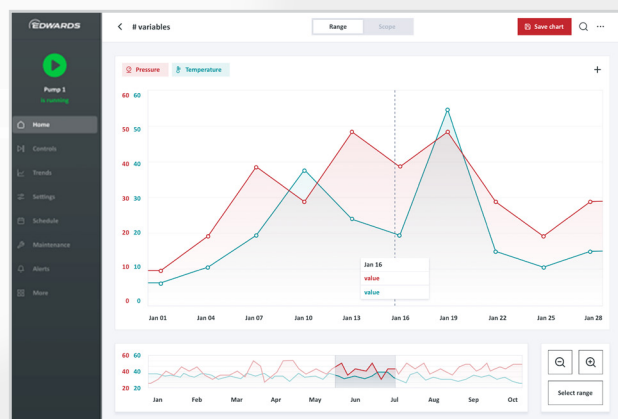 EDWARDS
# variables
Range
Scope
Save chart
Pump 1
is running
Home
Controls
Trends
Settings
Schedule
Maintenance
Alerts
More
Pressure
Temperature
60 60
50 50
40 40
30 30
20 20
10 10
0 0
Jan 16
value
value
Jan 01 Jan 04 Jan 07 Jan 10 Jan 13 Jan 16 Jan 19 Jan 22 Jan 25 Jan 28
60 60
40 40
20 20
Jan Feb Mar Apr May Jun Jul Aug Sep Oct
Select range